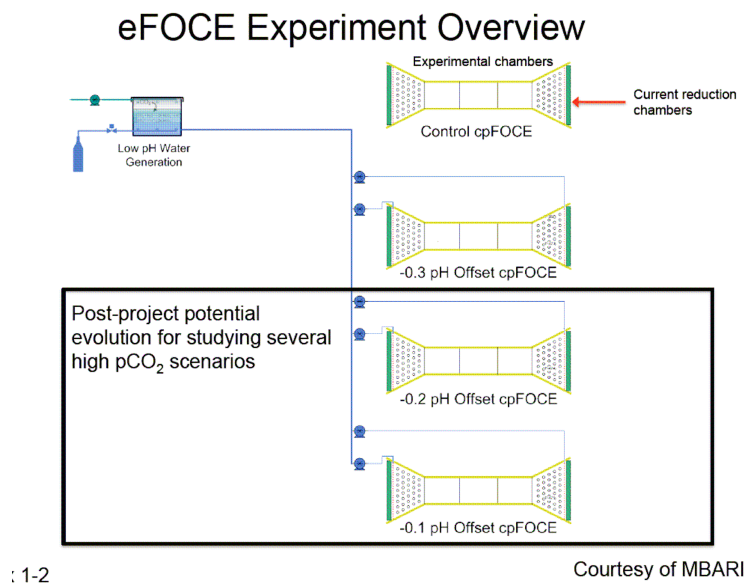 eFOCE Experiment Overview
Experimental chambers
Current reduction
chambers
Control cpFOCE
Low pH Water
Generation
-0.3 pH Offset cpFOCE
Post-project potential
evolution for studying several
high pCO₂ scenarios
-0.2 pH Offset cpFOCE
-0.1 pH Offset cpFOCE
1-2
Courtesy of MBARI